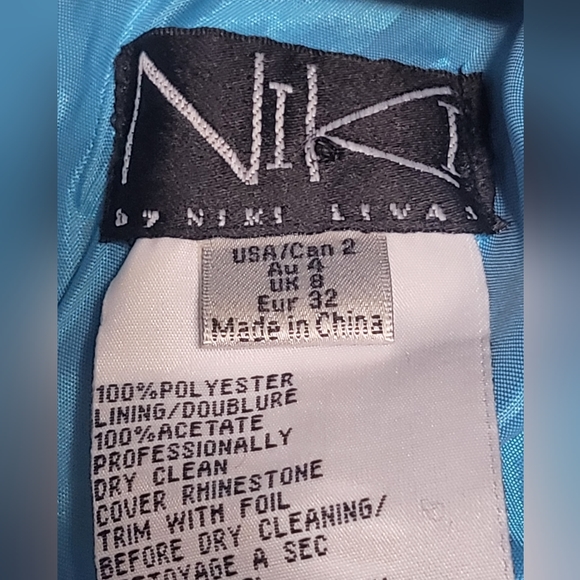 NIKI
by NIKI LIVAS
USA/Can 2
Au 4
UK 8
Eur 32
Made in China
100%POLYESTER
LINING/DOUBLURE
100%ACETATE
PROFESSIONALLY
DRY CLEAN
COVER RHINESTONE
TRIM WITH FOIL
BEFORE DRY CLEANING/
NETTOYAGE A SEC